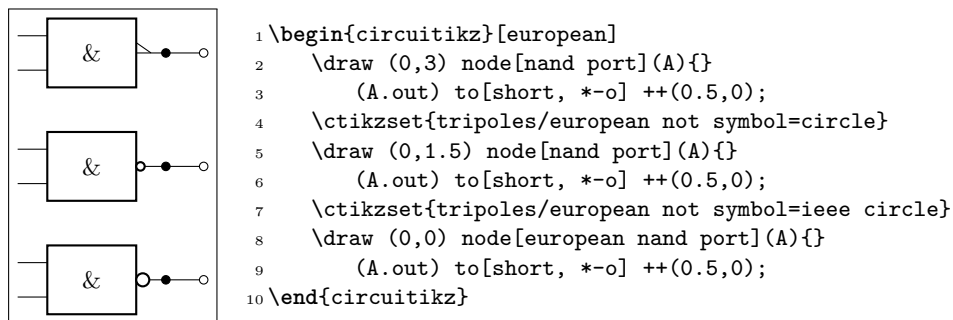 &
&
&
1 \begin{circuitikz}[european]
2     \draw (0,3) node[nand port](A){}
3         (A.out) to[short, *-o] ++(0.5,0);
4     \ctikzset{tripoles/european not symbol=circle}
5     \draw (0,1.5) node[nand port](A){}
6         (A.out) to[short, *-o] ++(0.5,0);
7     \ctikzset{tripoles/european not symbol=ieee circle}
8     \draw (0,0) node[european nand port](A){}
9         (A.out) to[short, *-o] ++(0.5,0);
10 \end{circuitikz}